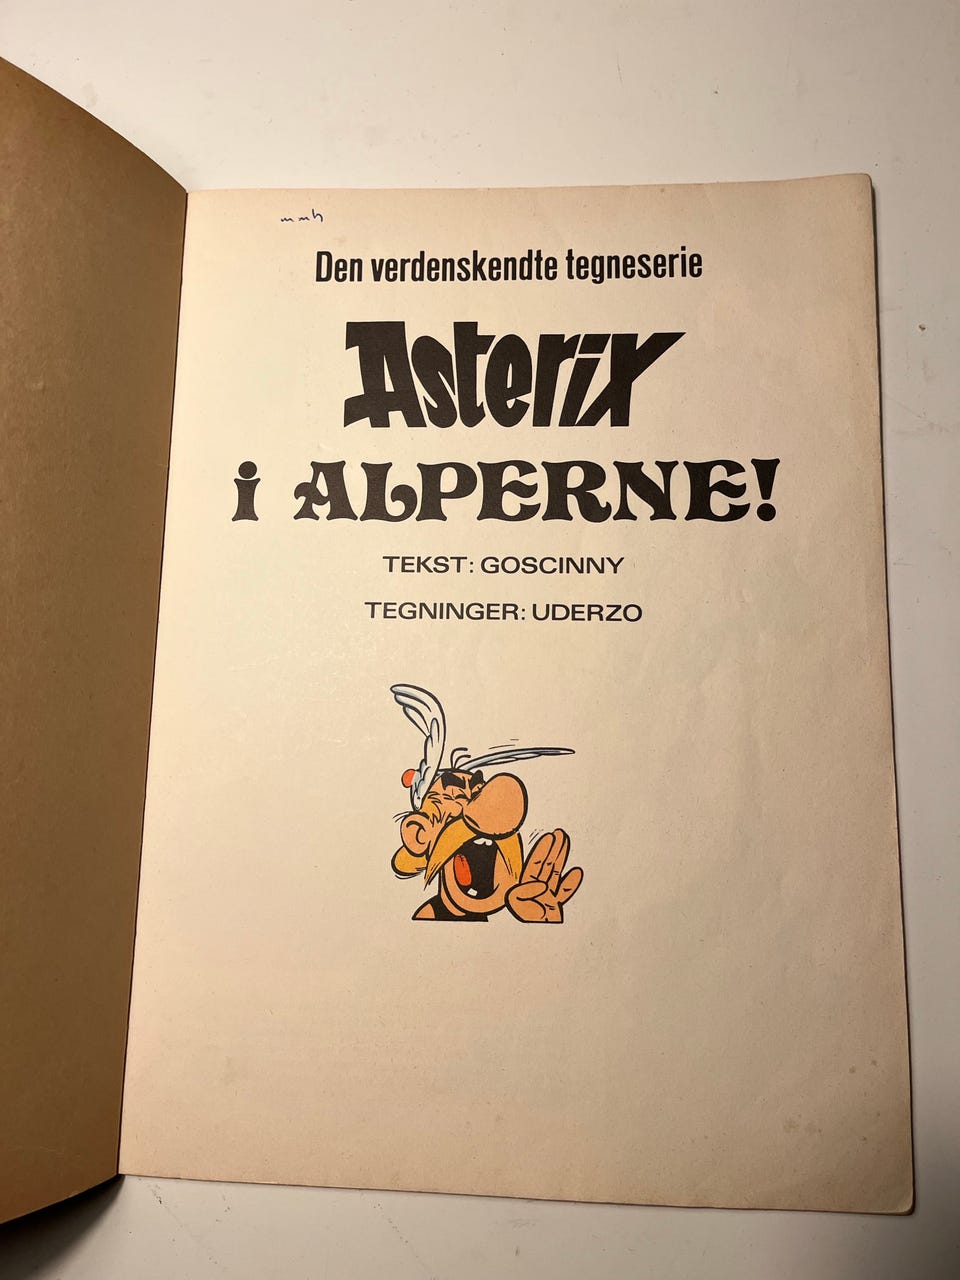 Den verdenskendte tegneserie
Asterix
i ALPERNE!
TEKST: GOSCINNY
TEGNINGER: UDERZO